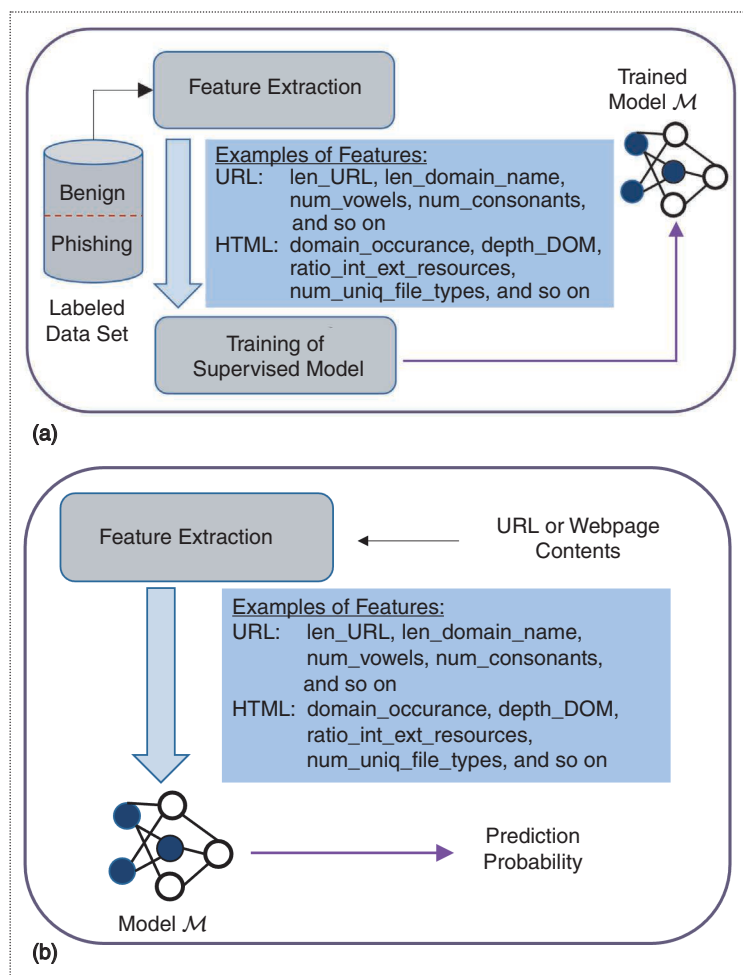 Feature Extraction
Trained
Model ℳ
Benign
Phishing
Labeled
Data Set
Examples of Features:
URL: len_URL, len_domain_name,
num_vowels, num_consonants,
and so on
HTML: domain_occurance, depth_DOM,
ratio_int_ext_resources,
num_uniq_file_types, and so on
Training of
Supervised Model
(a)
Feature Extraction
URL or Webpage
Contents
Examples of Features:
URL: len_URL, len_domain_name,
num_vowels, num_consonants,
and so on
HTML: domain_occurance, depth_DOM,
ratio_int_ext_resources,
num_uniq_file_types, and so on
Model ℳ
Prediction
Probability
(b)